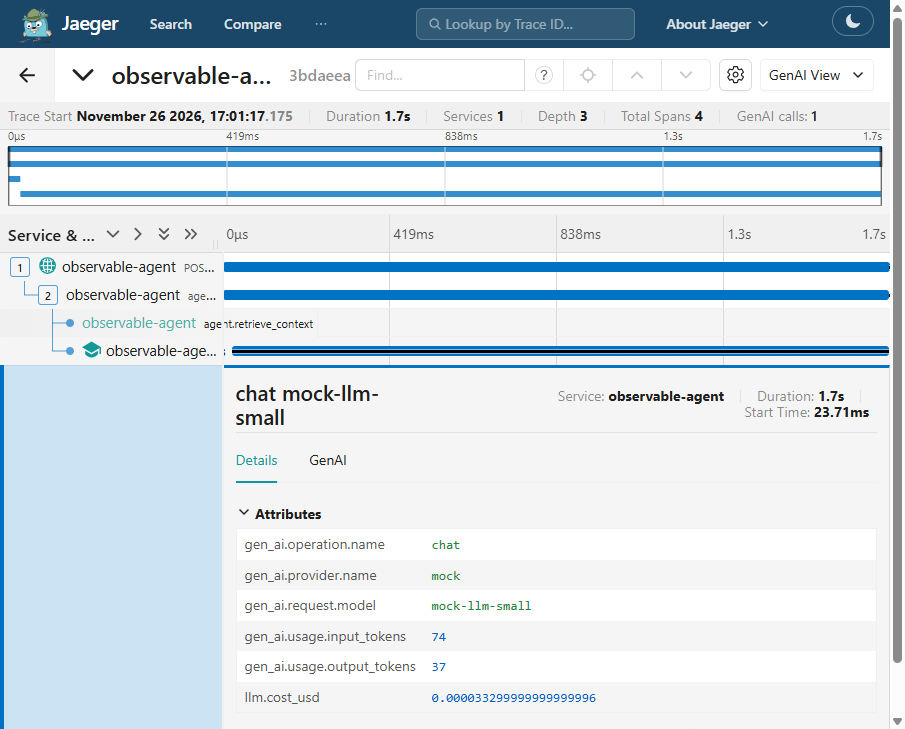 Jaeger Search Compare ··· Lookup by Trace ID... About Jaeger
observable-a... 3bdaeea Find... ? GenAI View
Trace Start November 26 2026, 17:01:17.175 Duration 1.7s Services 1 Depth 3 Total Spans 4 GenAI calls: 1
0µs 419ms 838ms 1.3s 1.7s
Service & ... 0µs 419ms 838ms 1.3s 1.7s
1 observable-agent POS...
2 observable-agent age...
observable-agent agent.retrieve_context
observable-age...
chat mock-llm-
small
Service: observable-agent Duration: 1.7s
Start Time: 23.71ms
Details GenAI
Attributes
gen_ai.operation.name chat
gen_ai.provider.name mock
gen_ai.request.model mock-llm-small
gen_ai.usage.input_tokens 74
gen_ai.usage.output_tokens 37
llm.cost_usd 0.000033299999999999996